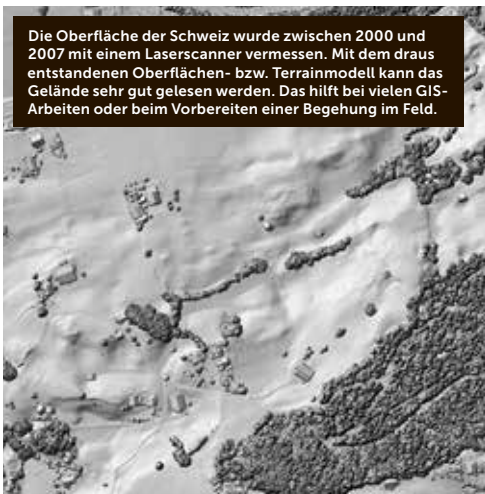 Die Oberfläche der Schweiz wurde zwischen 2000 und
2007 mit einem Laserscanner vermessen. Mit dem draus
entstandenen Oberflächen- bzw. Terrainmodell kann das
Gelände sehr gut gelesen werden. Das hilft bei vielen GIS-
Arbeiten oder beim Vorbereiten einer Begehung im Feld.